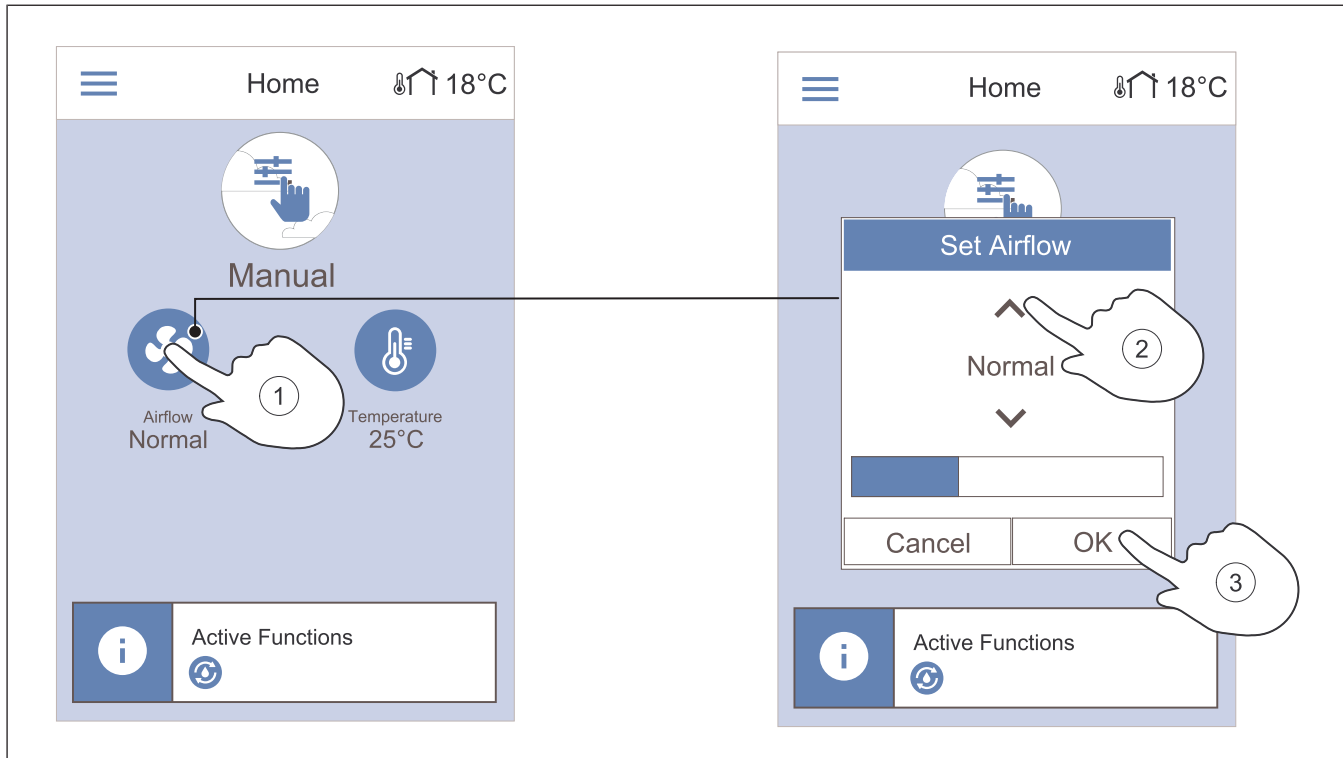 Home 18°C
Manual
1
Airflow
Normal
Temperature
25°C
i
Active Functions
Home 18°C
Set Airflow
2
Normal
Cancel
OK
3
i
Active Functions